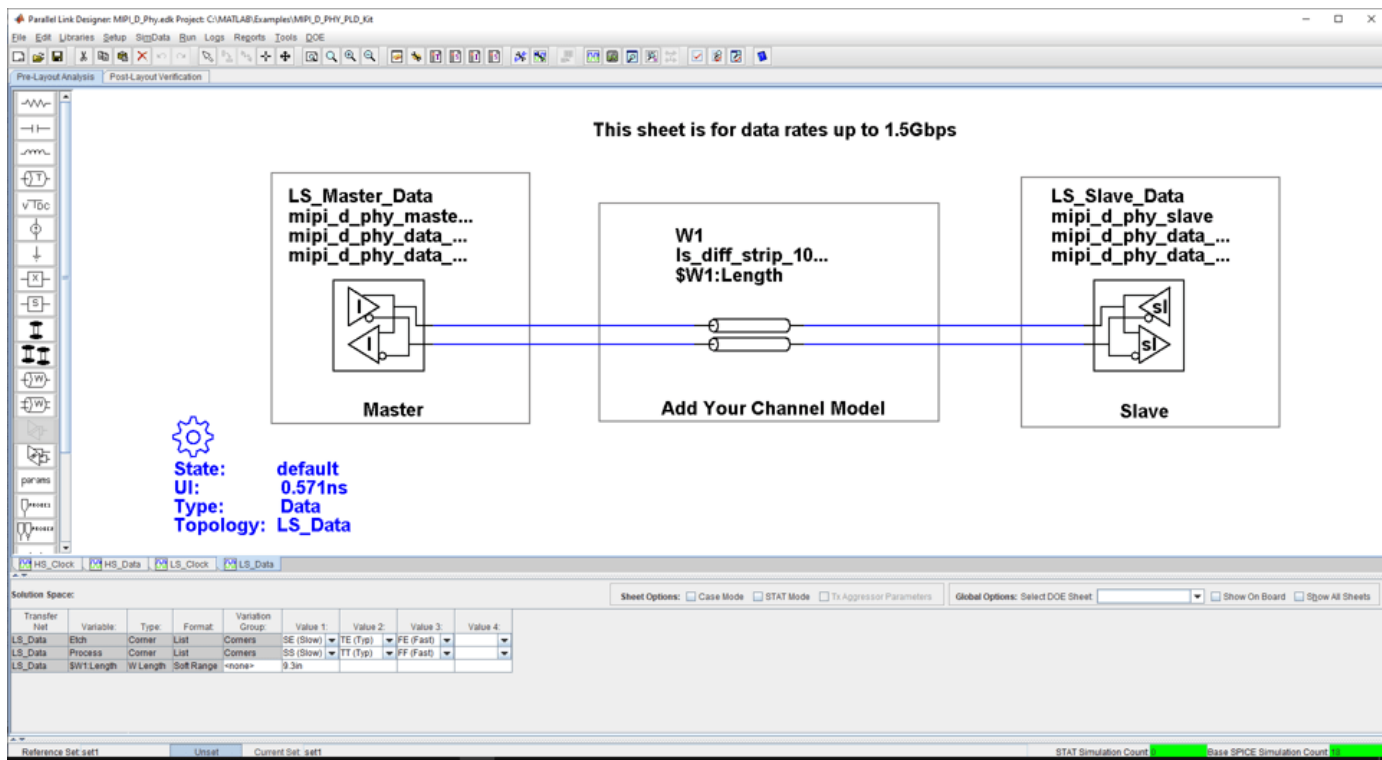 Parallel Link Designer: MIPI_D_Phy.edk Project: C:\MATLAB\Examples\MIPI_D_PHY_PLD_Kit
File Edit Libraries Setup SimData Run Logs Reports Tools DOE
Pre-Layout Analysis Post-Layout Verification
This sheet is for data rates up to 1.5Gbps
LS_Master_Data
mipi_d_phy_maste...
mipi_d_phy_data_...
mipi_d_phy_data_...
Master
W1
ls_diff_strip_10...
$W1:Length
Add Your Channel Model
LS_Slave_Data
mipi_d_phy_slave
mipi_d_phy_data_...
mipi_d_phy_data_...
Slave
I
I
sI
sI
T
V
DC
X
S
W
W
params
PROBES
State: default
UI: 0.571ns
Type: Data
Topology: LS_Data
HS_Clock HS_Data LS_Clock LS_Data
Solution Space:
Sheet Options: Case Mode STAT Mode Tx Aggressor Parameters Global Options: Select DOE Sheet: Show On Board Show All Sheets
Transfer Net Variable: Type: Format: Variation Group: Value 1: Value 2: Value 3: Value 4:
LS_Data Etch Corner List Corners SE (Slow) TE (Typ) FE (Fast)
LS_Data Process Corner List Corners SS (Slow) TT (Typ) FF (Fast)
LS_Data $W1:Length W Length Soft Range <none> 9.3in
Reference Set: set1 Unset Current Set: set1 STAT Simulation Count: 0 Base SPICE Simulation Count: 18